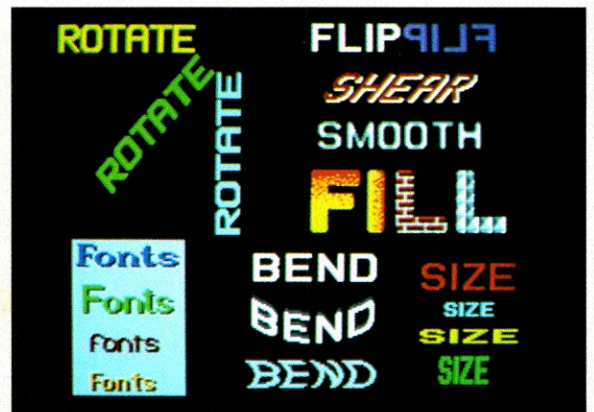 ROTATE
ROTATE
ROTATE
FLIP FLIP
SHEAR
SMOOTH
FILL
Fonts
Fonts
Fonts
Fonts
BEND
BEND
BEND
SIZE
SIZE
SIZE
SIZE